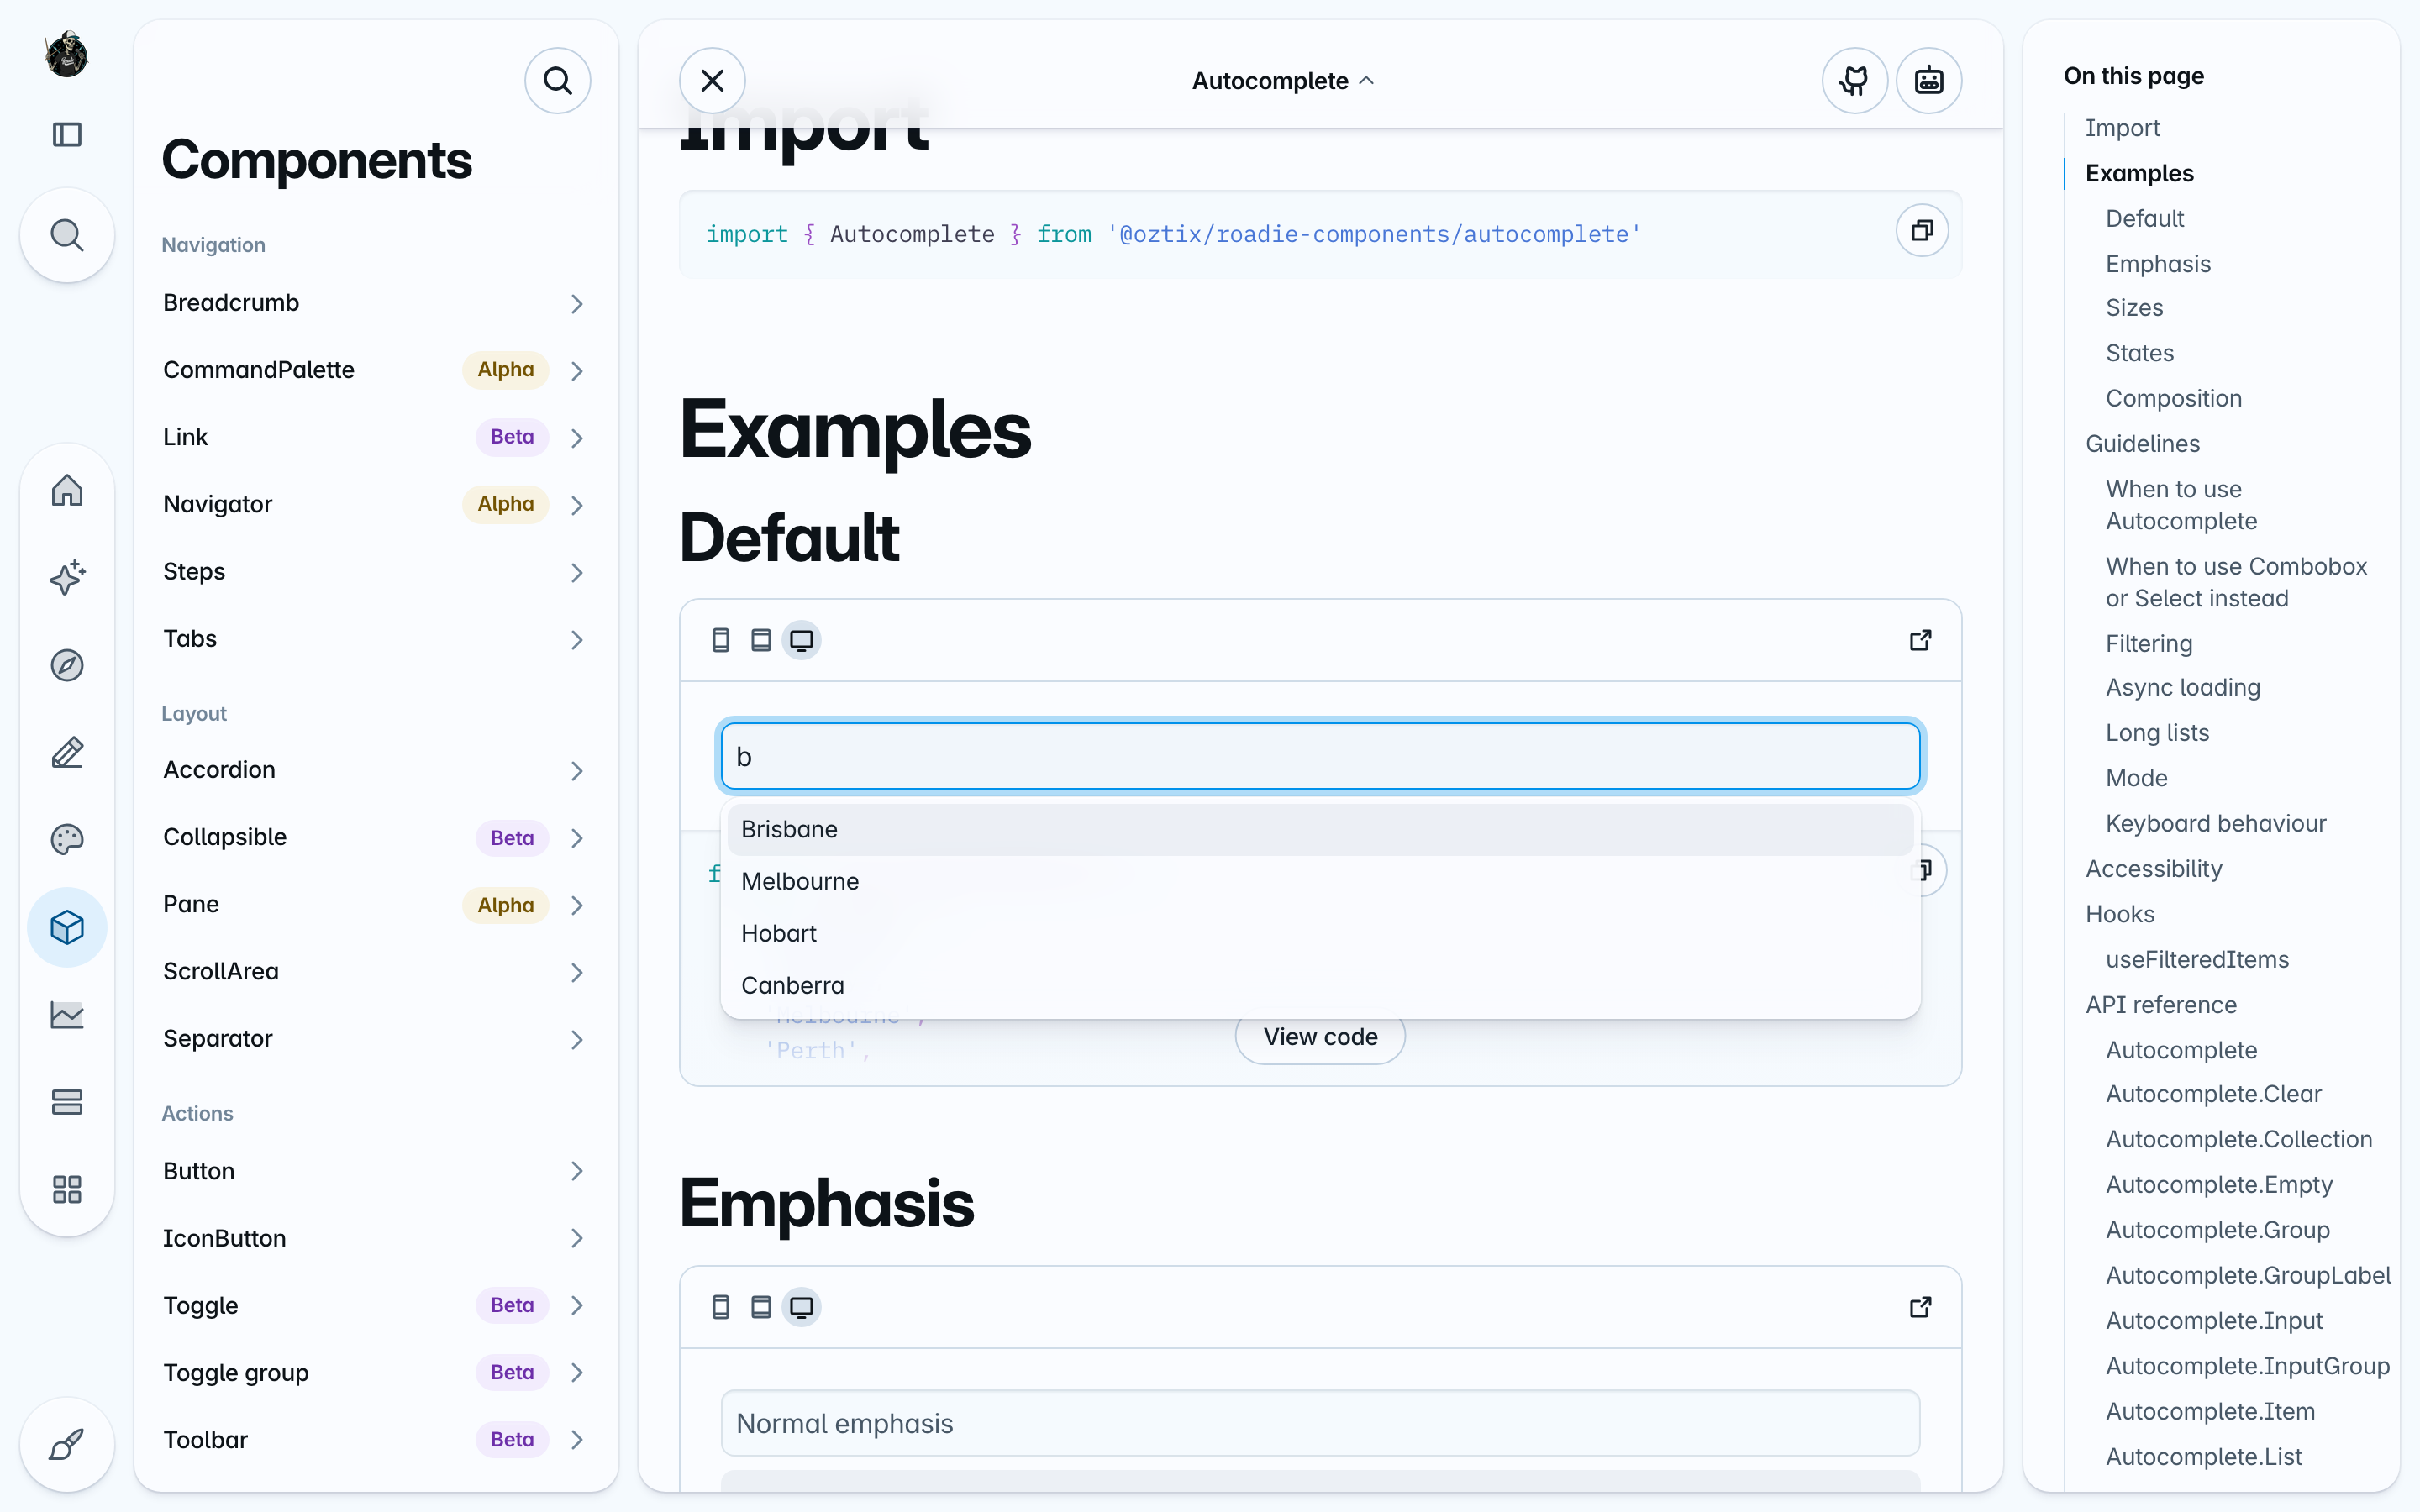 Components
Navigation
Breadcrumb
CommandPalette Alpha
Link Beta
Navigator Alpha
Steps
Tabs
Layout
Accordion
Collapsible Beta
Pane Alpha
ScrollArea
Separator
Actions
Button
IconButton
Toggle Beta
Toggle group Beta
Toolbar Beta
Autocomplete
Import
import { Autocomplete } from '@oztix/roadie-components/autocomplete'
Examples
Default
b
Brisbane
Melbourne
Hobart
Canberra
'Melbourne',
'Perth',
View code
Emphasis
Normal emphasis
On this page
Import
Examples
Default
Emphasis
Sizes
States
Composition
Guidelines
When to use
Autocomplete
When to use Combobox
or Select instead
Filtering
Async loading
Long lists
Mode
Keyboard behaviour
Accessibility
Hooks
useFilteredItems
API reference
Autocomplete
Autocomplete.Clear
Autocomplete.Collection
Autocomplete.Empty
Autocomplete.Group
Autocomplete.GroupLabel
Autocomplete.Input
Autocomplete.InputGroup
Autocomplete.Item
Autocomplete.List